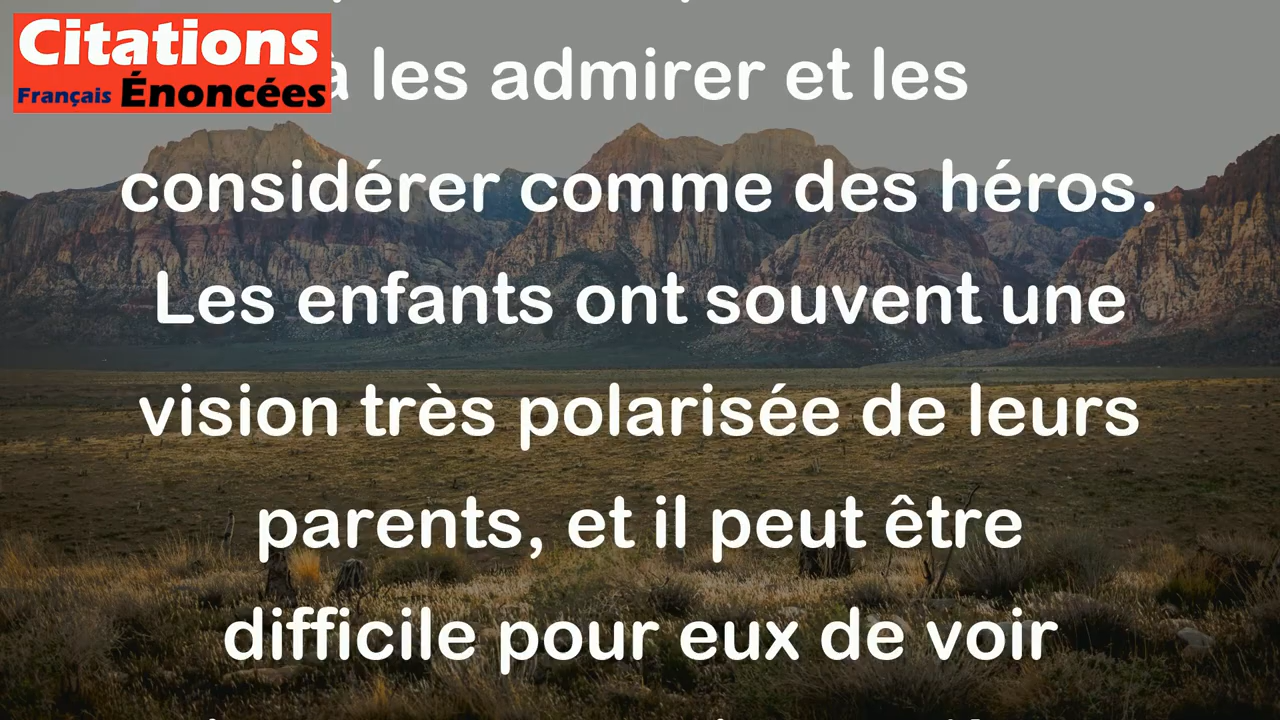 Citations
Français Énoncées
à les admirer et les
considérer comme des héros.
Les enfants ont souvent une
vision très polarisée de leurs
parents, et il peut être
difficile pour eux de voir